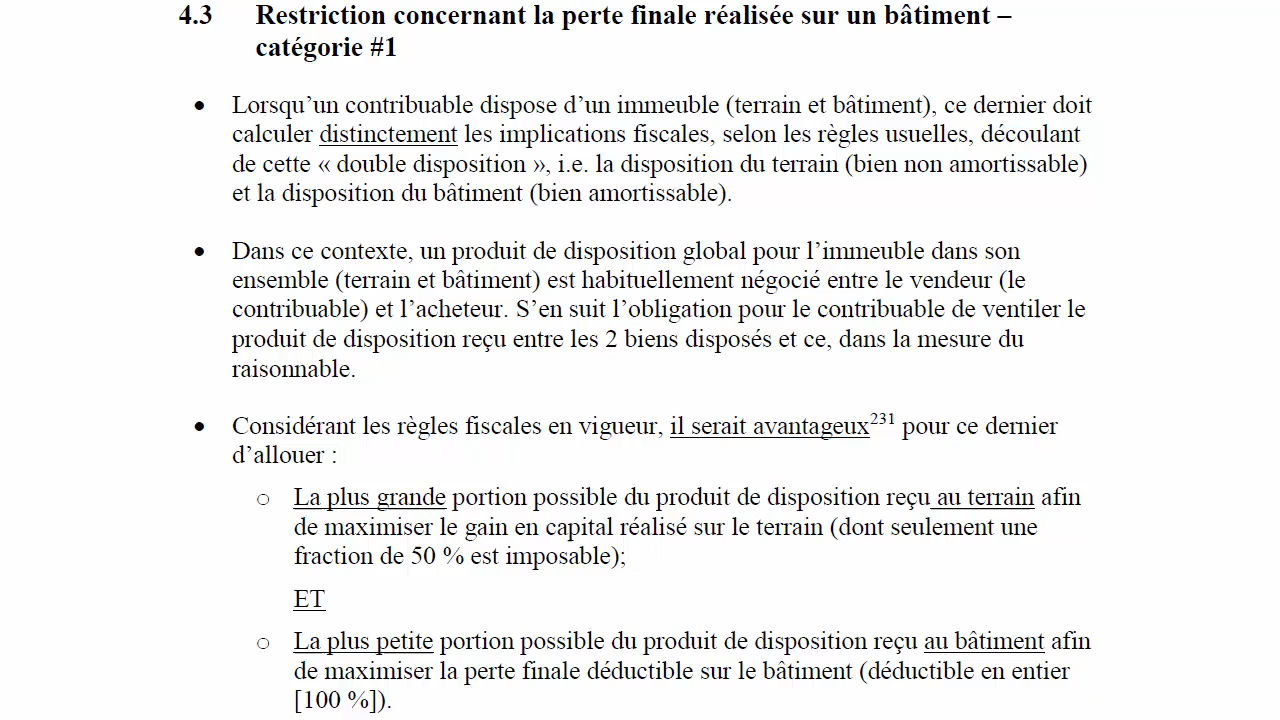 4.3 Restriction concernant la perte finale réalisée sur un bâtiment –
catégorie #1
• Lorsqu’un contribuable dispose d’un immeuble (terrain et bâtiment), ce dernier doit
calculer distinctement les implications fiscales, selon les règles usuelles, découlant
de cette « double disposition », i.e. la disposition du terrain (bien non amortissable)
et la disposition du bâtiment (bien amortissable).
• Dans ce contexte, un produit de disposition global pour l’immeuble dans son
ensemble (terrain et bâtiment) est habituellement négocié entre le vendeur (le
contribuable) et l’acheteur. S’en suit l’obligation pour le contribuable de ventiler le
produit de disposition reçu entre les 2 biens disposés et ce, dans la mesure du
raisonnable.
• Considérant les règles fiscales en vigueur, il serait avantageux231 pour ce dernier
d’allouer :
o La plus grande portion possible du produit de disposition reçu au terrain afin
de maximiser le gain en capital réalisé sur le terrain (dont seulement une
fraction de 50 % est imposable);
ET
o La plus petite portion possible du produit de disposition reçu au bâtiment afin
de maximiser la perte finale déductible sur le bâtiment (déductible en entier
[100 %]).